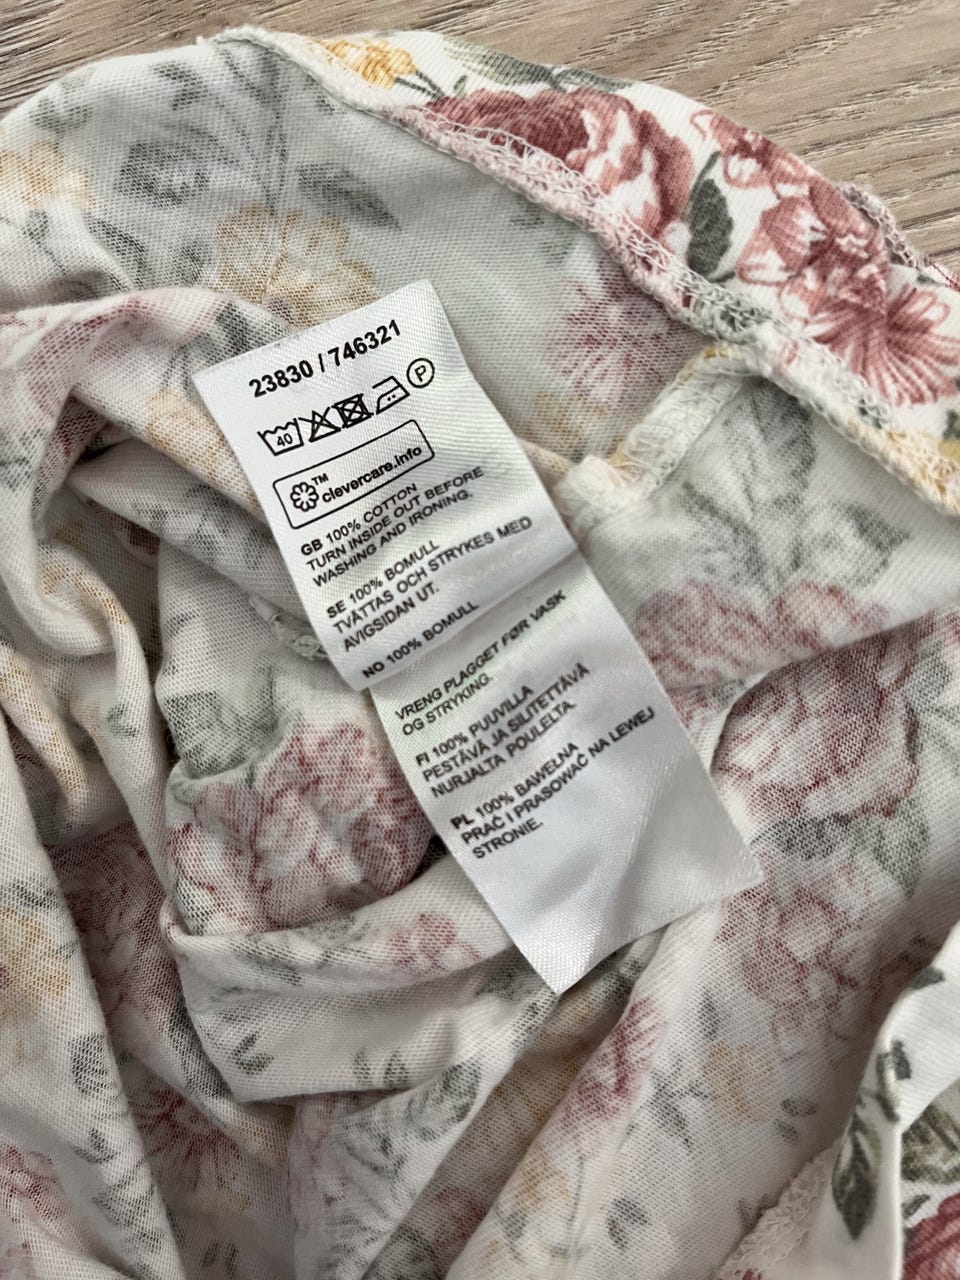 23830 / 746321
40 P
™
clevercare.info
GB 100% COTTON
TURN INSIDE OUT BEFORE
WASHING AND IRONING.
SE 100% BOMULL
TVÄTTAS OCH STRYKES MED
AVIGSIDAN UT.
NO 100% BOMULL
VRENG PLAGGET FØR VASK
OG STRYKING.
FI 100% PUUVILLA
PESTÄVÄ JA SILITETTÄVÄ
NURJALTA PUOLELTA.
PL 100% BAWEŁNA
PRAĆ I PRASOWAĆ NA LEWEJ
STRONIE.